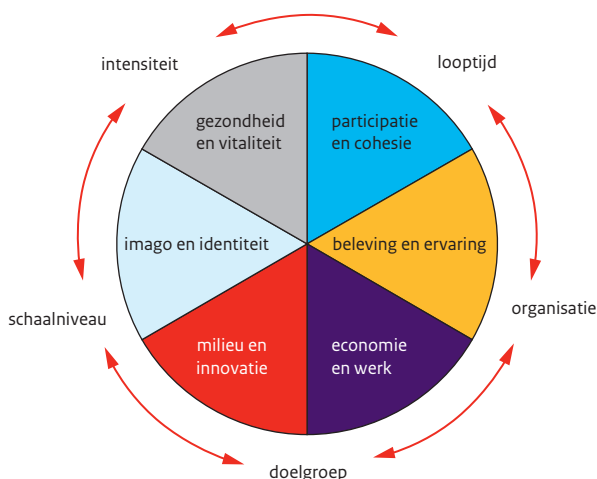 intensiteit
looptijd
gezondheid
en vitaliteit
participatie
en cohesie
imago en identiteit
beleving en ervaring
schaalniveau
organisatie
milieu en
innovatie
economie
en werk
doelgroep